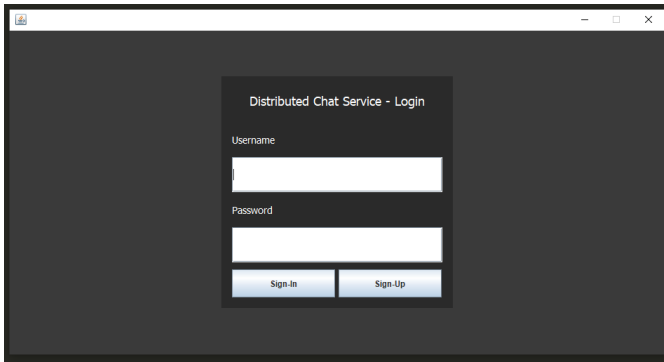 Distributed Chat Service - Login
Username
Password
Sign-In Sign-Up